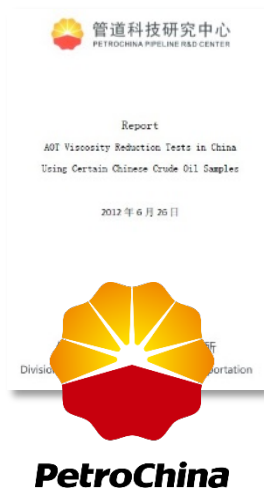 管道科技研究中心
PETROCHINA PIPELINE R&D CENTER
Report
AOT Viscosity Reduction Tests in China
Using Certain Chinese Crude Oil Samples
2012 年 6 月 26 日
所
Division
portation
PetroChina